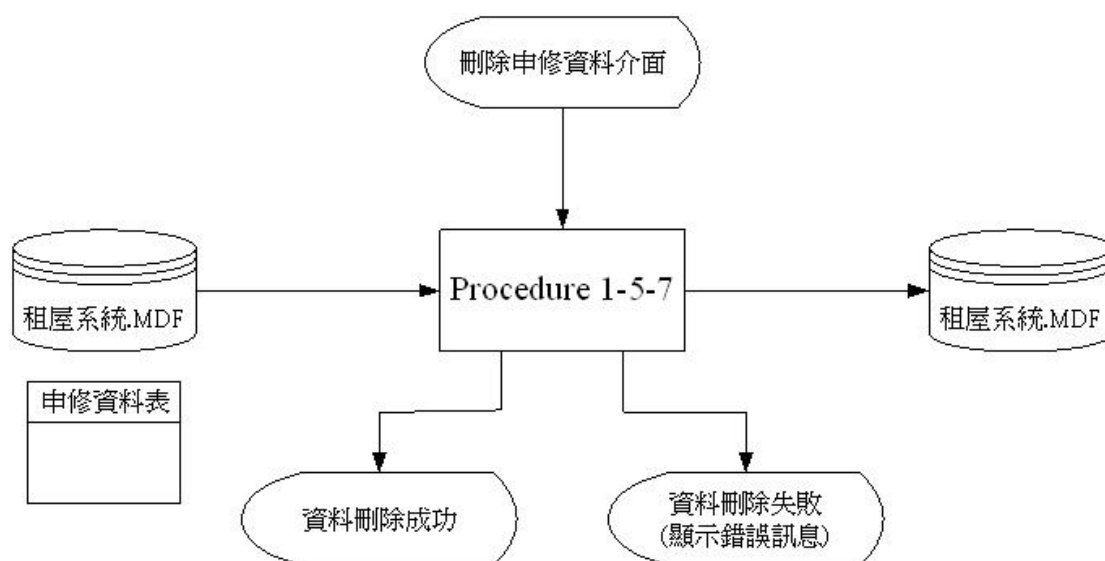 刪除申修資料介面
租屋系統.MDF
Procedure 1-5-7
租屋系統.MDF
申修資料表
資料刪除成功
資料刪除失敗
(顯示錯誤訊息)